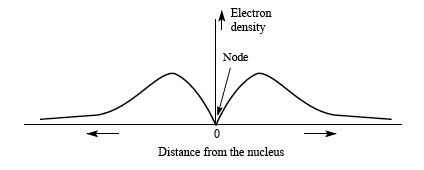 Electron
density
Node
0
Distance from the nucleus